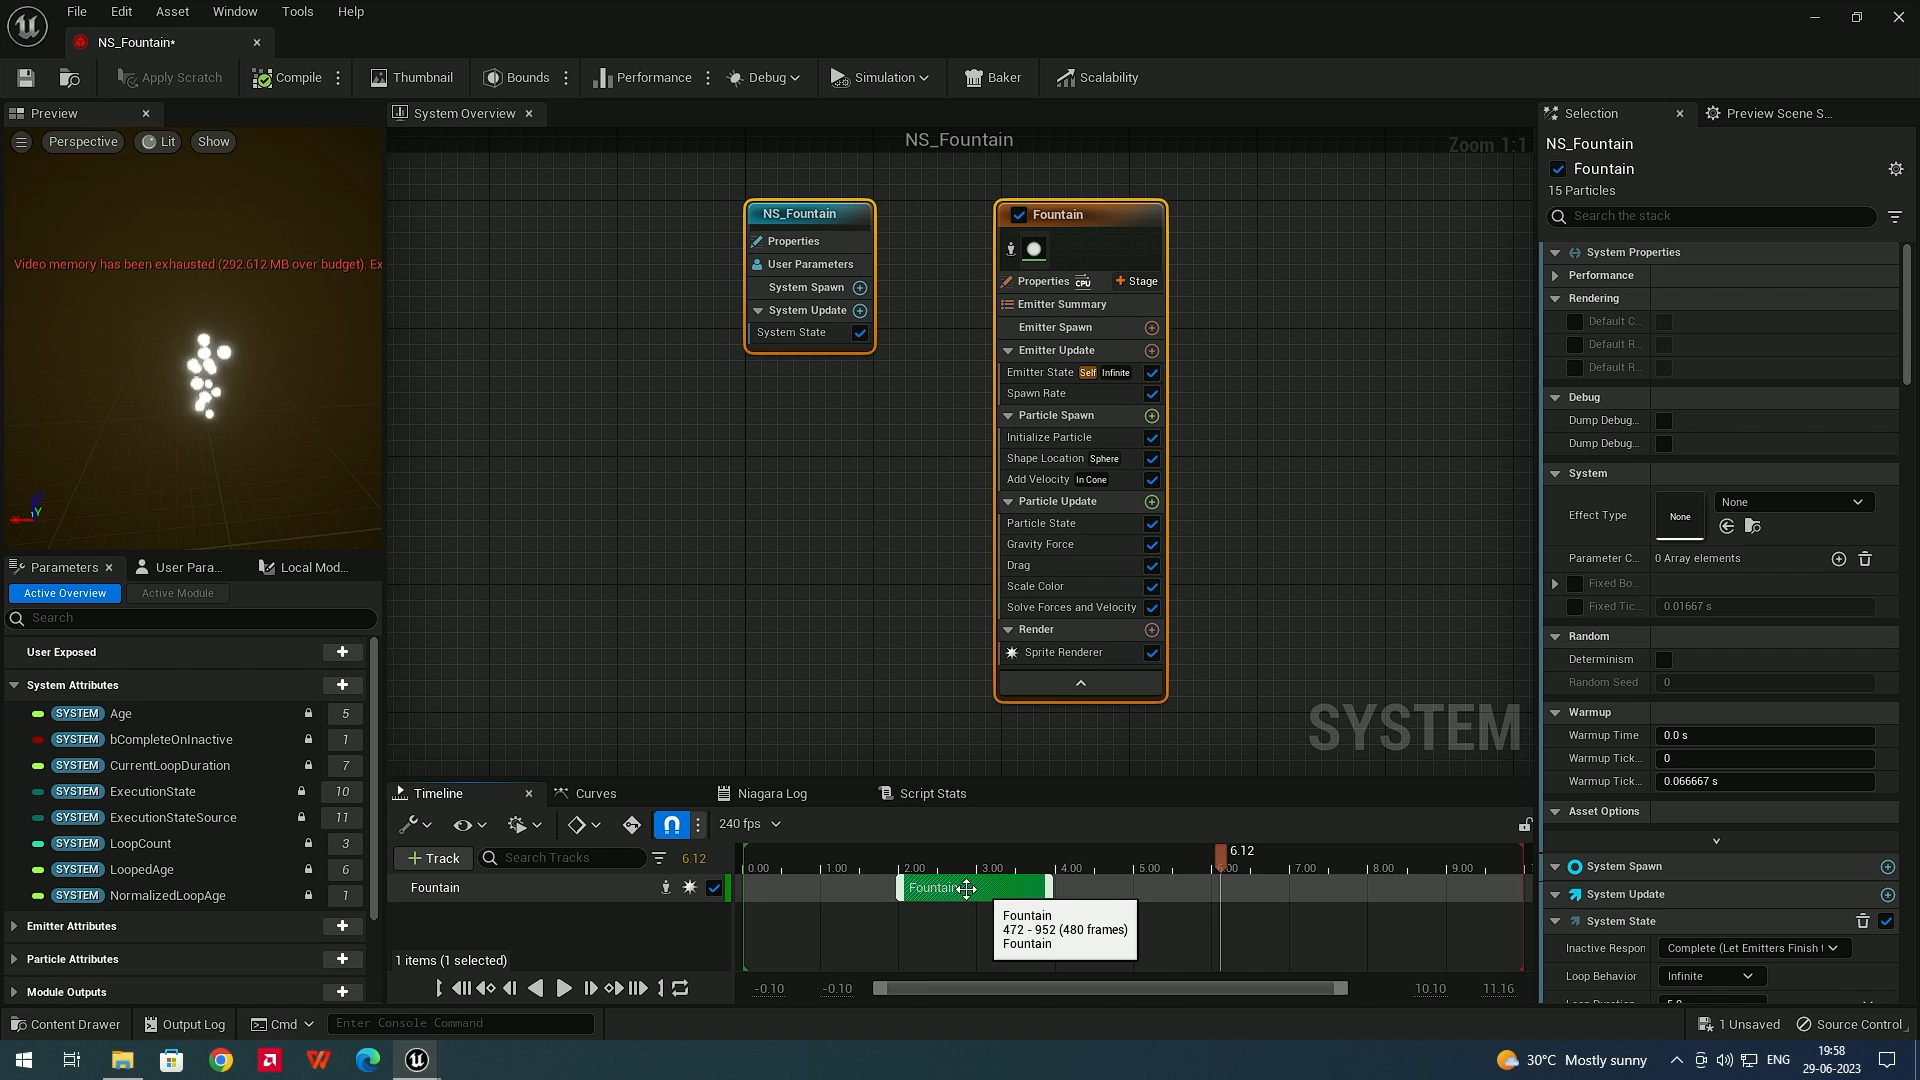 File Edit Asset Window Tools Help
NS_Fountain*
Apply Scratch Compile Thumbnail Bounds Performance Debug Simulation Baker Scalability
Preview
Perspective Lit Show
Video memory has been exhausted (292.612 MB over budget). Ex
System Overview
NS_Fountain
Zoom 1:1
NS_Fountain
Properties
User Parameters
System Spawn
System Update
System State
Fountain
Properties CPU Stage
Emitter Summary
Emitter Spawn
Emitter Update
Emitter State Self Infinite
Spawn Rate
Particle Spawn
Initialize Particle
Shape Location Sphere
Add Velocity In Cone
Particle Update
Particle State
Gravity Force
Drag
Scale Color
Solve Forces and Velocity
Render
Sprite Renderer
SYSTEM
Parameters User Para... Local Mod...
Active Overview Active Module
Search
User Exposed
System Attributes
SYSTEM Age 5
SYSTEM bCompleteOnInactive 1
SYSTEM CurrentLoopDuration 7
SYSTEM ExecutionState 10
SYSTEM ExecutionStateSource 11
SYSTEM LoopCount 3
SYSTEM LoopedAge 6
SYSTEM NormalizedLoopAge 1
Emitter Attributes
Particle Attributes
Module Outputs
Timeline Curves Niagara Log Script Stats
240 fps
Track Search Tracks 6.12
6.12
0.00 1.00 2.00 3.00 4.00 5.00 6.00 7.00 8.00 9.00
Fountain
Fountain
Fountain
472 - 952 (480 frames)
Fountain
1 items (1 selected)
-0.10 -0.10 10.10 11.16
Selection Preview Scene S...
NS_Fountain
Fountain
15 Particles
Search the stack
System Properties
Performance
Rendering
Default C...
Default R...
Default R...
Debug
Dump Debug...
Dump Debug...
System
Effect Type None None
Parameter C... 0 Array elements
Fixed Bo...
Fixed Tic... 0.01667 s
Random
Determinism
Random Seed 0
Warmup
Warmup Time 0.0 s
Warmup Tick... 0
Warmup Tick... 0.066667 s
Asset Options
System Spawn
System Update
System State
Inactive Respon Complete (Let Emitters Finish
Loop Behavior Infinite
Content Drawer Output Log Cmd Enter Console Command
1 Unsaved Source Control
30°C Mostly sunny ENG 19:58
29-06-2023